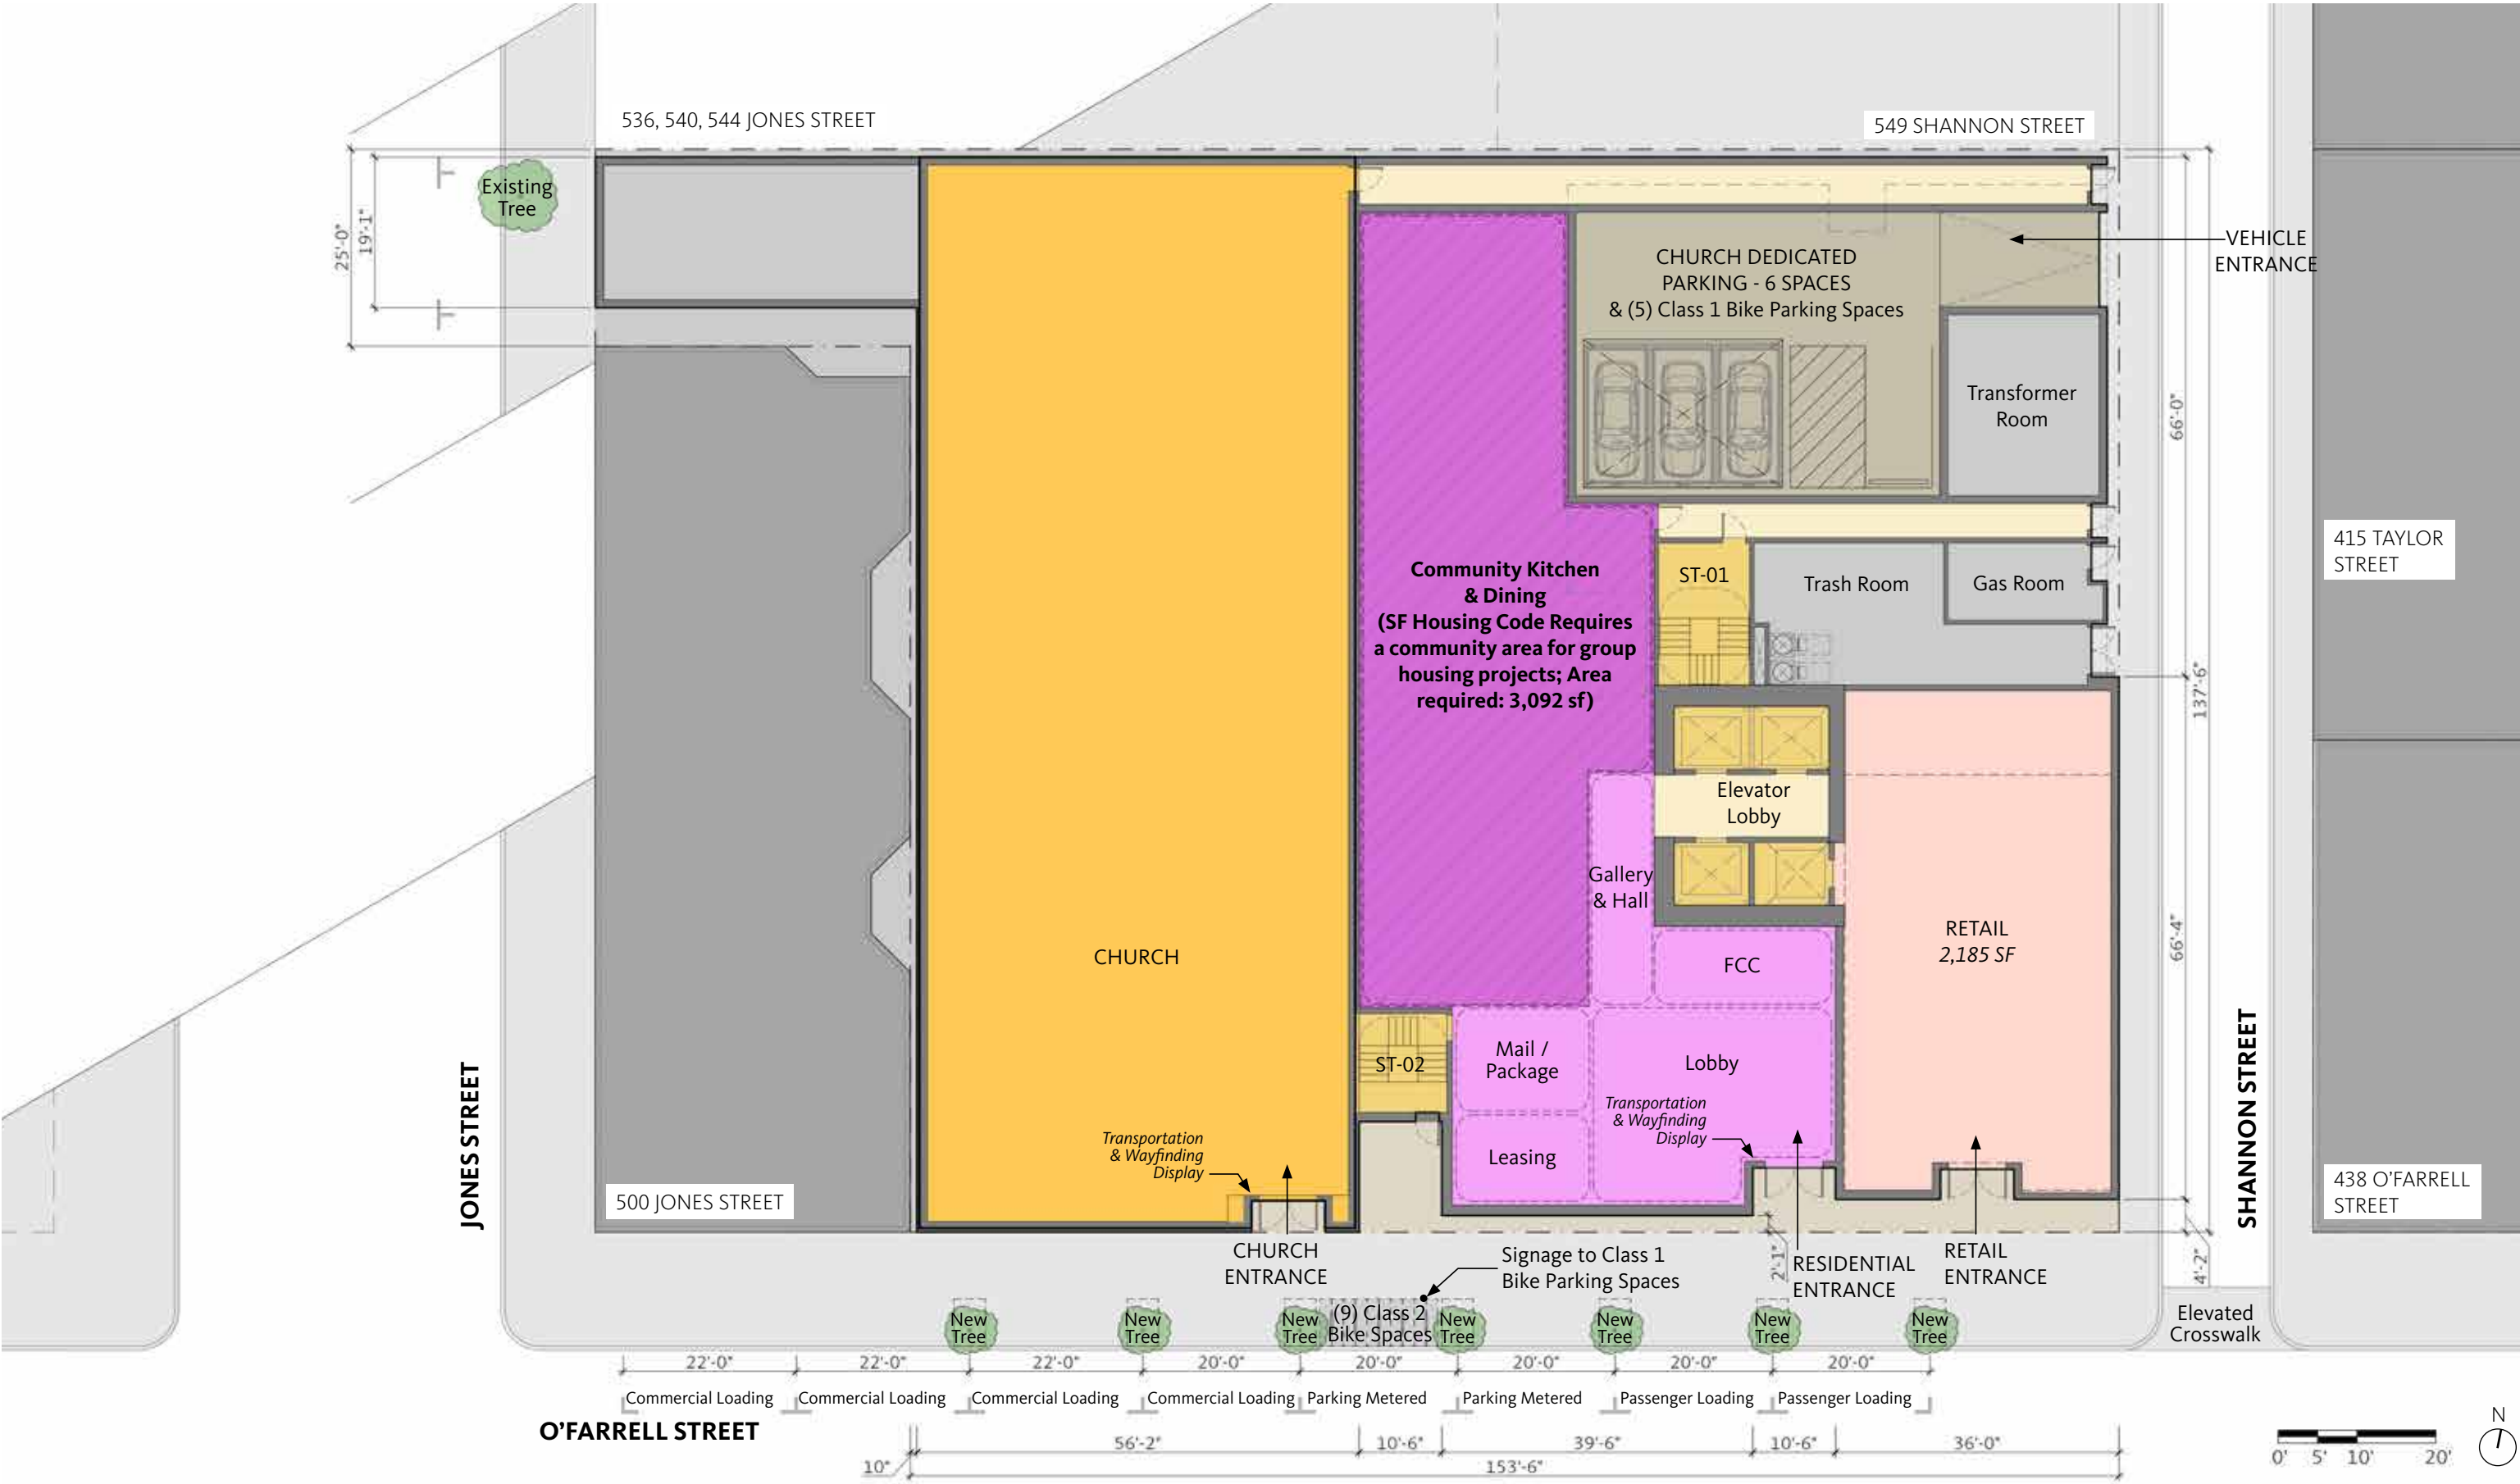 536, 540, 544 JONES STREET
549 SHANNON STREET
Existing
Tree
25'-0"
19'-1"
VEHICLE
ENTRANCE
CHURCH DEDICATED
PARKING - 6 SPACES
& (5) Class 1 Bike Parking Spaces
Transformer
Room
66'-0"
137'-6"
415 TAYLOR
STREET
Community Kitchen
& Dining
(SF Housing Code Requires
a community area for group
housing projects; Area
required: 3,092 sf)
ST-01
Trash Room
Gas Room
Elevator
Lobby
Gallery
& Hall
CHURCH
FCC
RETAIL
2,185 SF
66'-4"
ST-02
Mail /
Package
Lobby
Transportation
& Wayfinding
Display
Leasing
Transportation
& Wayfinding
Display
JONES STREET
500 JONES STREET
SHANNON STREET
438 O'FARRELL
STREET
CHURCH
ENTRANCE
Signage to Class 1
Bike Parking Spaces
2'-1"
RESIDENTIAL
ENTRANCE
RETAIL
ENTRANCE
4'-2"
New
Tree
New
Tree
New
Tree
(9) Class 2
Bike Spaces
New
Tree
New
Tree
New
Tree
New
Tree
Elevated
Crosswalk
22'-0" 22'-0" 22'-0" 20'-0" 20'-0" 20'-0" 20'-0" 20'-0"
Commercial Loading Commercial Loading Commercial Loading Commercial Loading Parking Metered Parking Metered Passenger Loading Passenger Loading
O'FARRELL STREET
56'-2" 10'-6" 39'-6" 10'-6" 36'-0"
10"
153'-6"
0' 5' 10' 20'
N